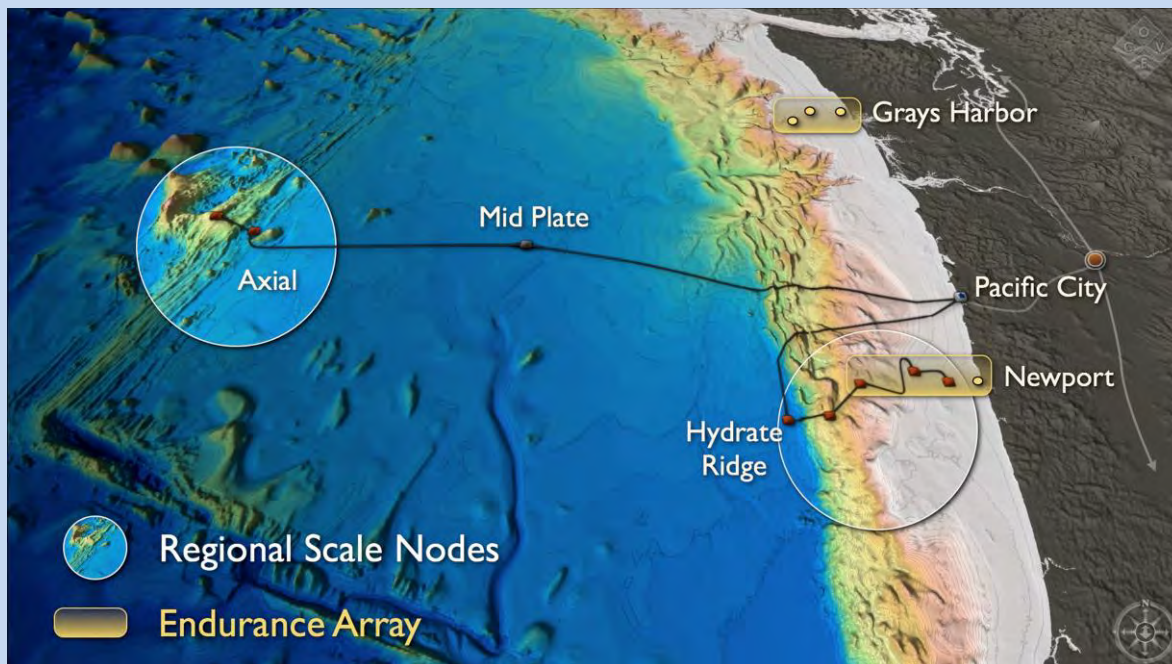 Grays Harbor
Mid Plate
Axial
Pacific City
Newport
Hydrate
Ridge
Regional Scale Nodes
Endurance Array